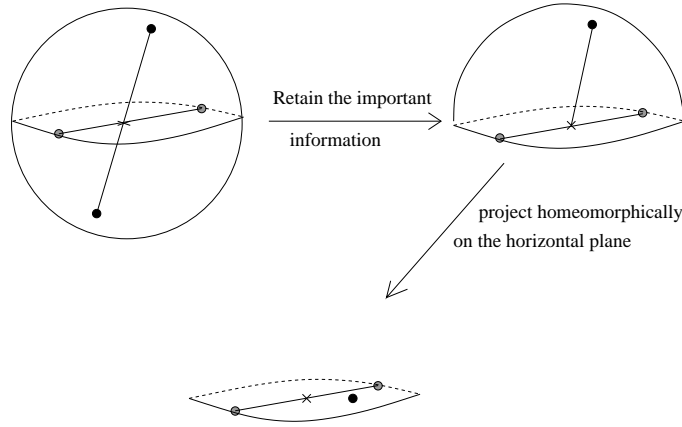 Retain the important
information
project homeomorphically
on the horizontal plane